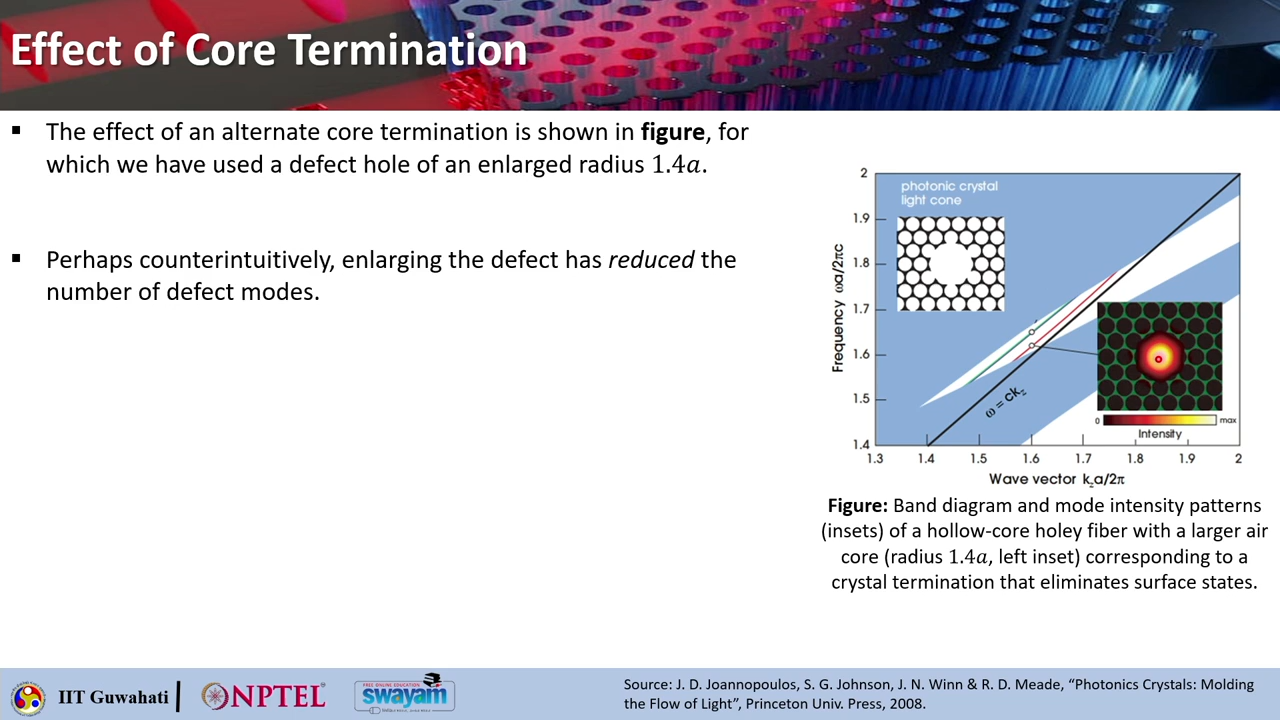 Effect of Core Termination
▪ The effect of an alternate core termination is shown in figure, for
which we have used a defect hole of an enlarged radius 1.4a.
▪ Perhaps counterintuitively, enlarging the defect has reduced the
number of defect modes.
photonic crystal
light cone
Frequency ωa/2πc
2
1.9
1.8
1.7
1.6
1.5
1.4
ω = ckz
0
max
Intensity
1.3 1.4 1.5 1.6 1.7 1.8 1.9 2
Wave vector kza/2π
Figure: Band diagram and mode intensity patterns
(insets) of a hollow-core holey fiber with a larger air
core (radius 1.4a, left inset) corresponding to a
crystal termination that eliminates surface states.
IIT Guwahati
NPTEL
FREE ONLINE EDUCATION
swayam
Source: J. D. Joannopoulos, S. G. Johnson, J. N. Winn & R. D. Meade, “Photonics Crystals: Molding
the Flow of Light”, Princeton Univ. Press, 2008.